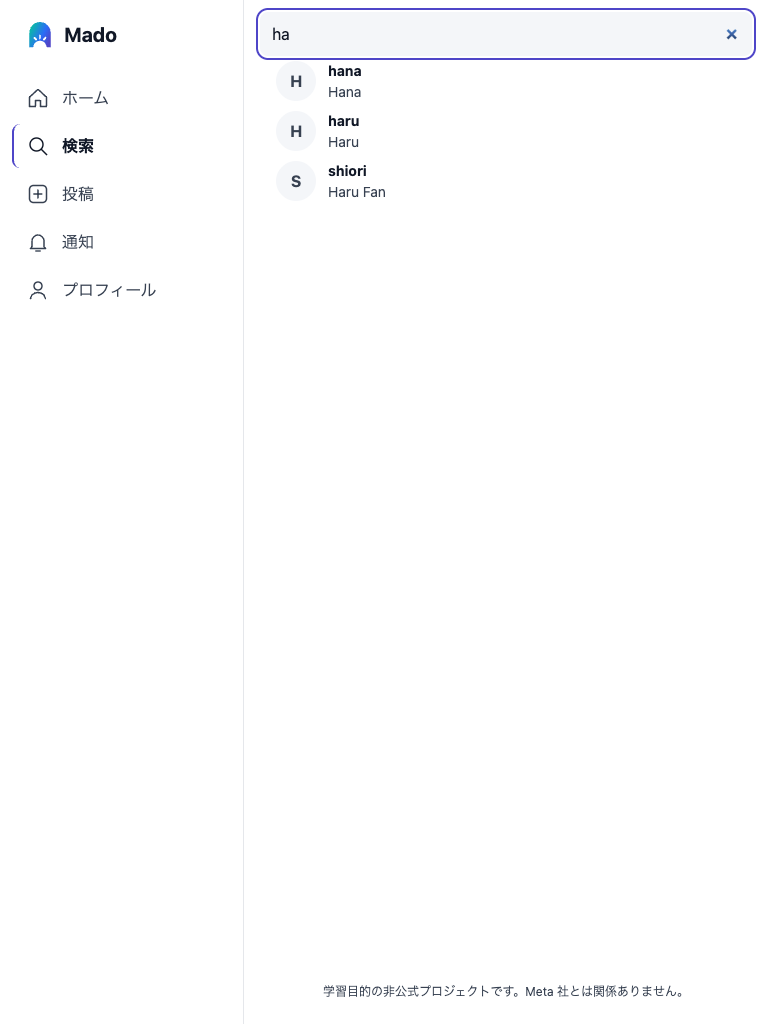 Mado
ホーム
検索
投稿
通知
プロフィール
ha
H
hana
Hana
H
haru
Haru
S
shiori
Haru Fan
学習目的の非公式プロジェクトです。Meta 社とは関係ありません。